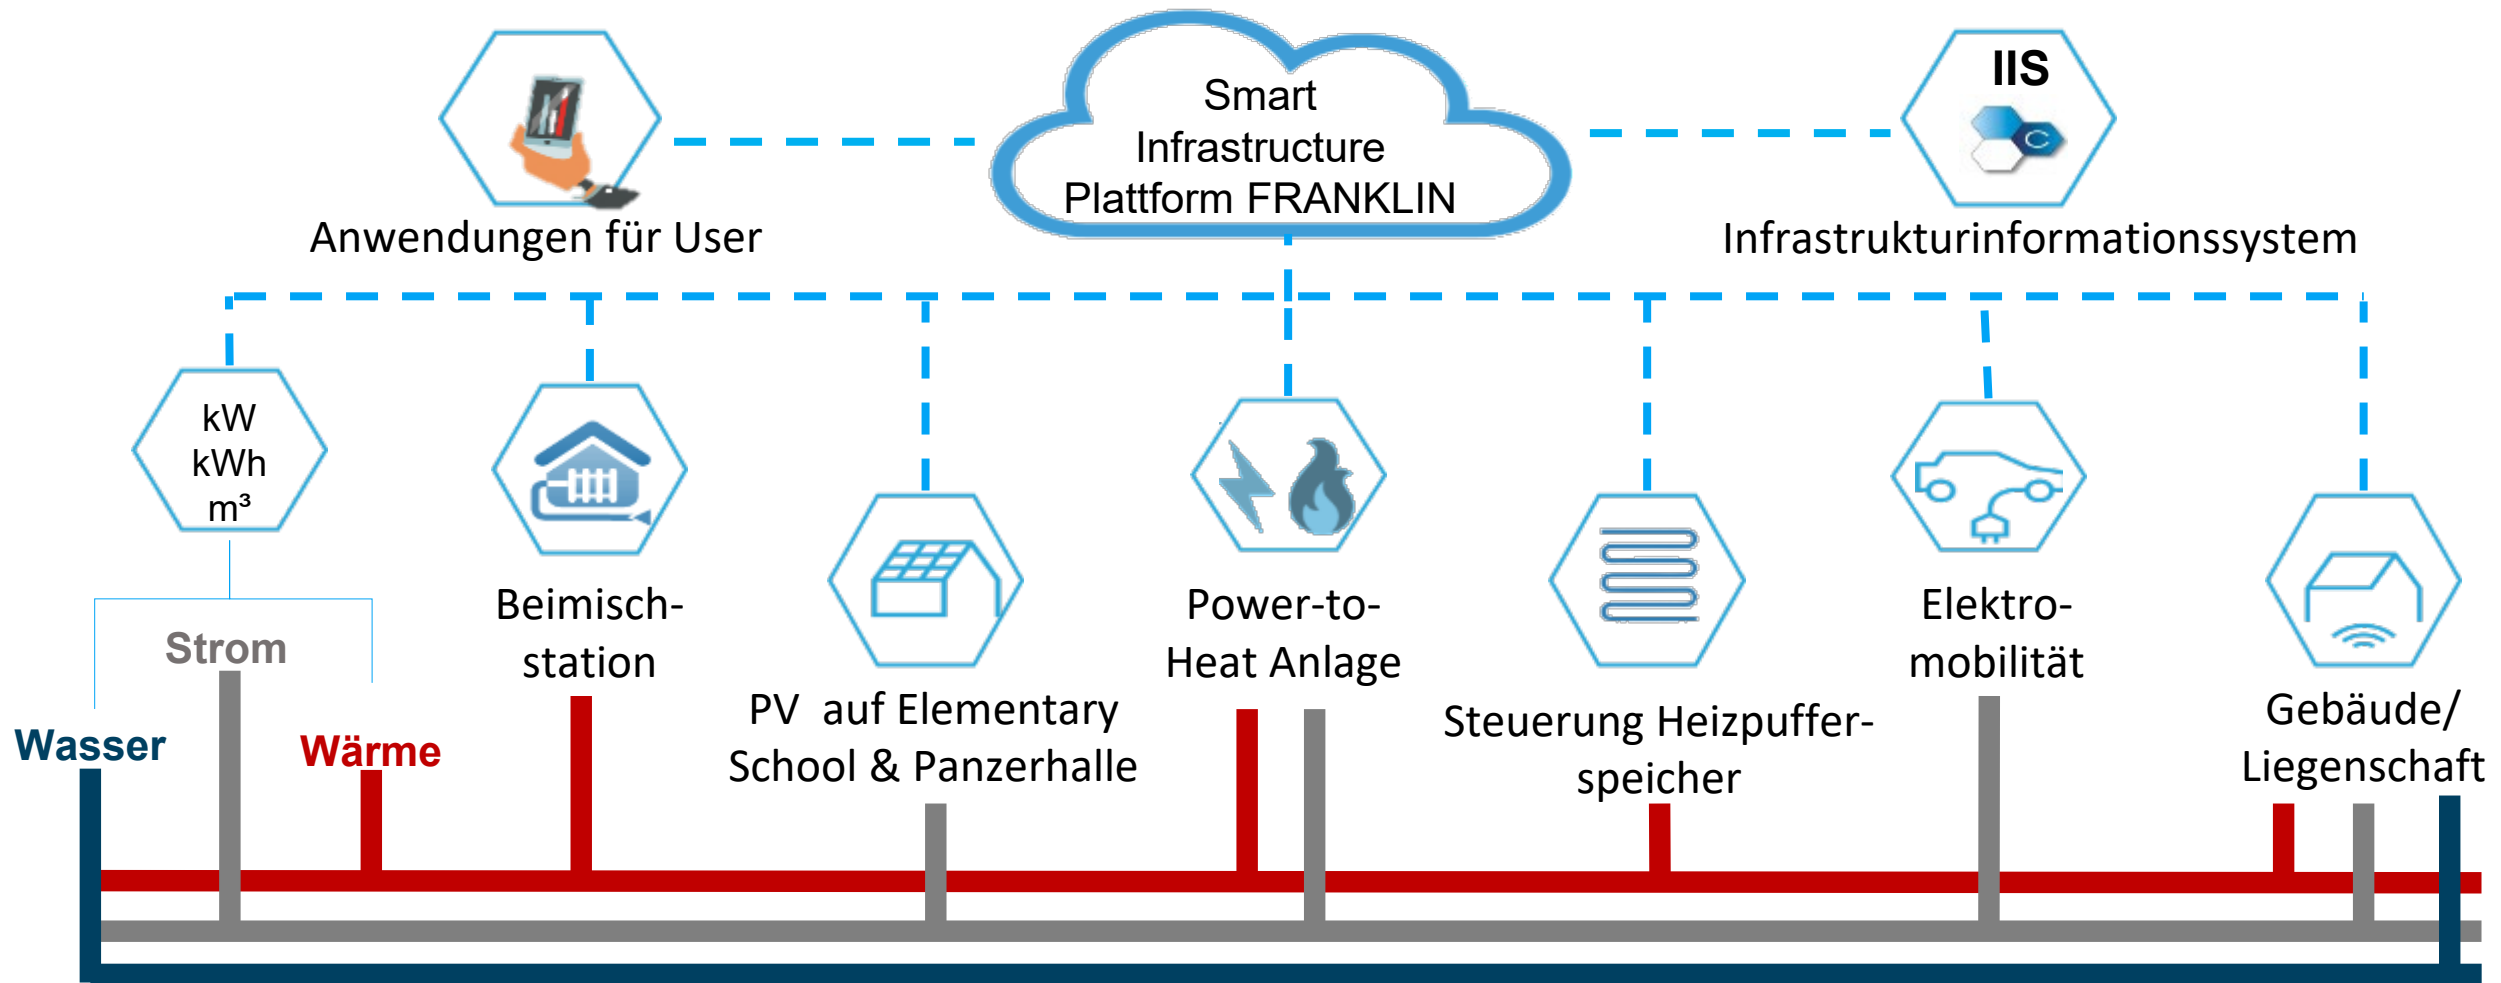 Smart
Infrastructure
Plattform FRANKLIN
IIS
C
Anwendungen für User
Infrastrukturinformationssystem
kW
kWh
m³
Beimisch-
station
Power-to-
Heat Anlage
Elektro-
mobilität
Strom
Wasser
Wärme
PV auf Elementary
School & Panzerhalle
Steuerung Heizpuffer-
speicher
Gebäude/
Liegenschaft